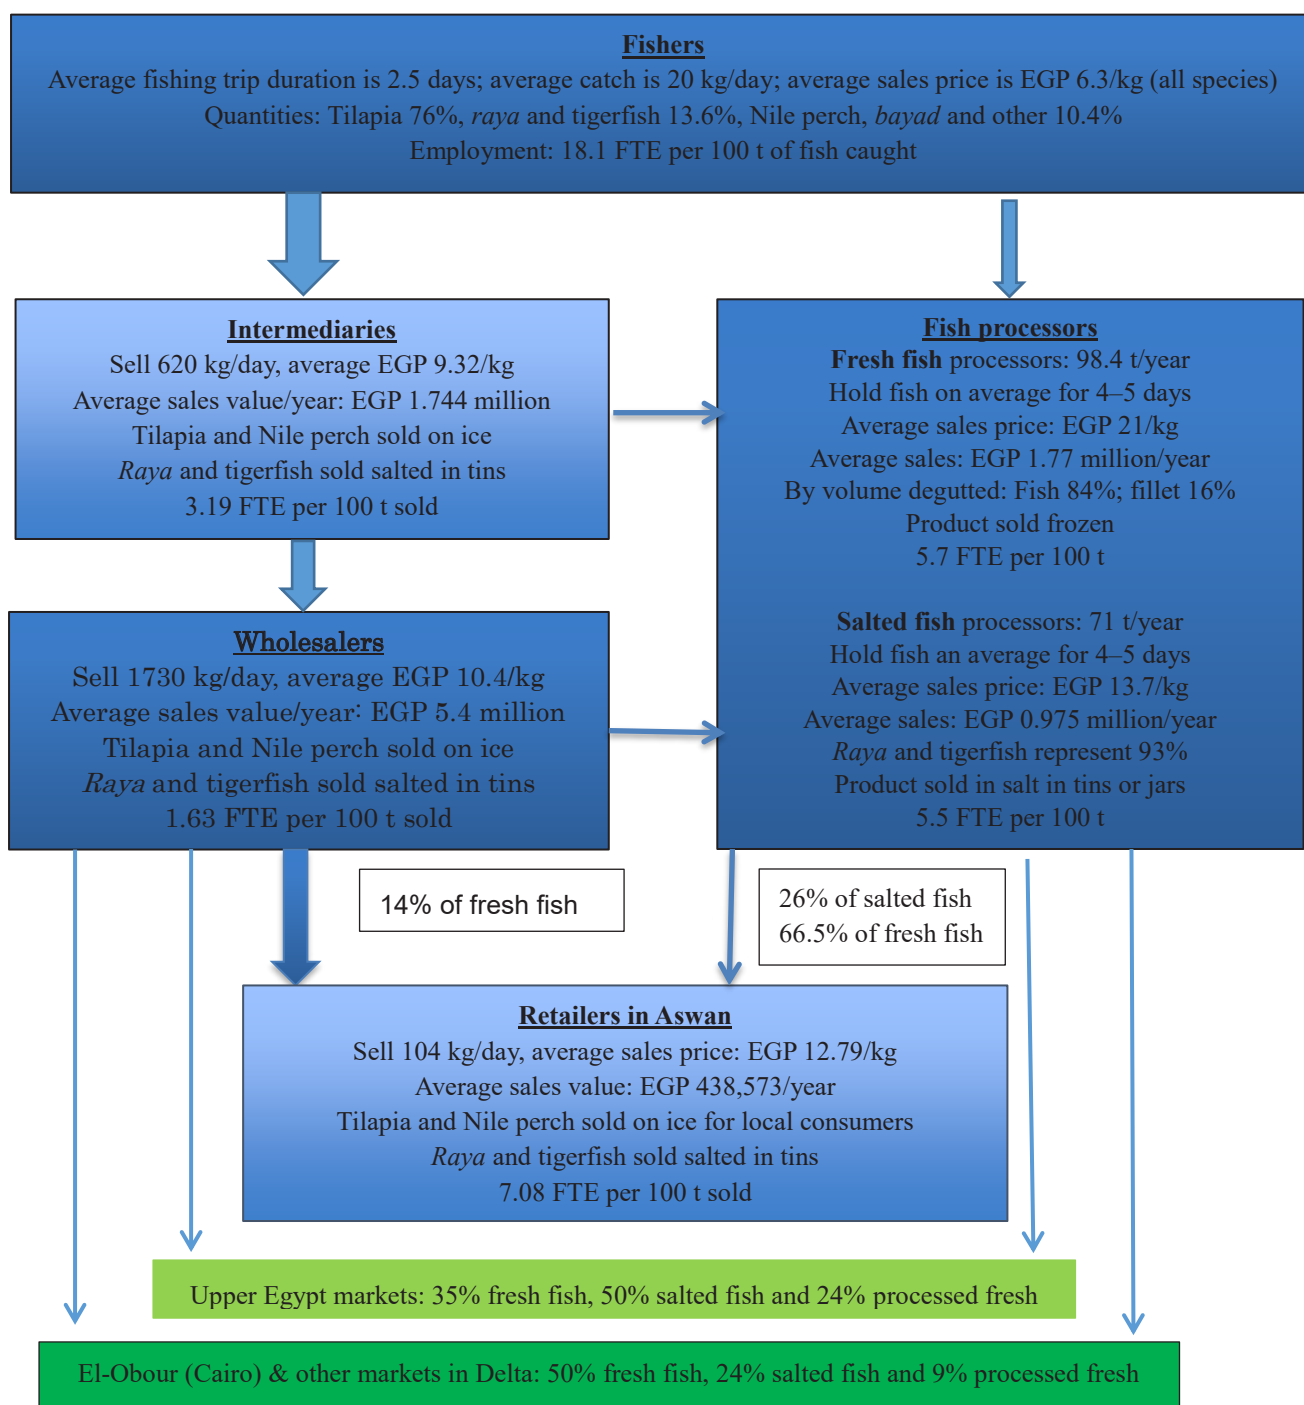 Fishers
Average fishing trip duration is 2.5 days; average catch is 20 kg/day; average sales price is EGP 6.3/kg (all species)
Quantities: Tilapia 76%, raya and tigerfish 13.6%, Nile perch, bayad and other 10.4%
Employment: 18.1 FTE per 100 t of fish caught
Intermediaries
Sell 620 kg/day, average EGP 9.32/kg
Average sales value/year: EGP 1.744 million
Tilapia and Nile perch sold on ice
Raya and tigerfish sold salted in tins
3.19 FTE per 100 t sold
Fish processors
Fresh fish processors: 98.4 t/year
Hold fish on average for 4–5 days
Average sales price: EGP 21/kg
Average sales: EGP 1.77 million/year
By volume degutted: Fish 84%; fillet 16%
Product sold frozen
5.7 FTE per 100 t
Salted fish processors: 71 t/year
Hold fish an average for 4–5 days
Average sales price: EGP 13.7/kg
Average sales: EGP 0.975 million/year
Raya and tigerfish represent 93%
Product sold in salt in tins or jars
5.5 FTE per 100 t
Wholesalers
Sell 1730 kg/day, average EGP 10.4/kg
Average sales value/year: EGP 5.4 million
Tilapia and Nile perch sold on ice
Raya and tigerfish sold salted in tins
1.63 FTE per 100 t sold
14% of fresh fish
26% of salted fish
66.5% of fresh fish
Retailers in Aswan
Sell 104 kg/day, average sales price: EGP 12.79/kg
Average sales value: EGP 438,573/year
Tilapia and Nile perch sold on ice for local consumers
Raya and tigerfish sold salted in tins
7.08 FTE per 100 t sold
Upper Egypt markets: 35% fresh fish, 50% salted fish and 24% processed fresh
El-Obour (Cairo) & other markets in Delta: 50% fresh fish, 24% salted fish and 9% processed fresh